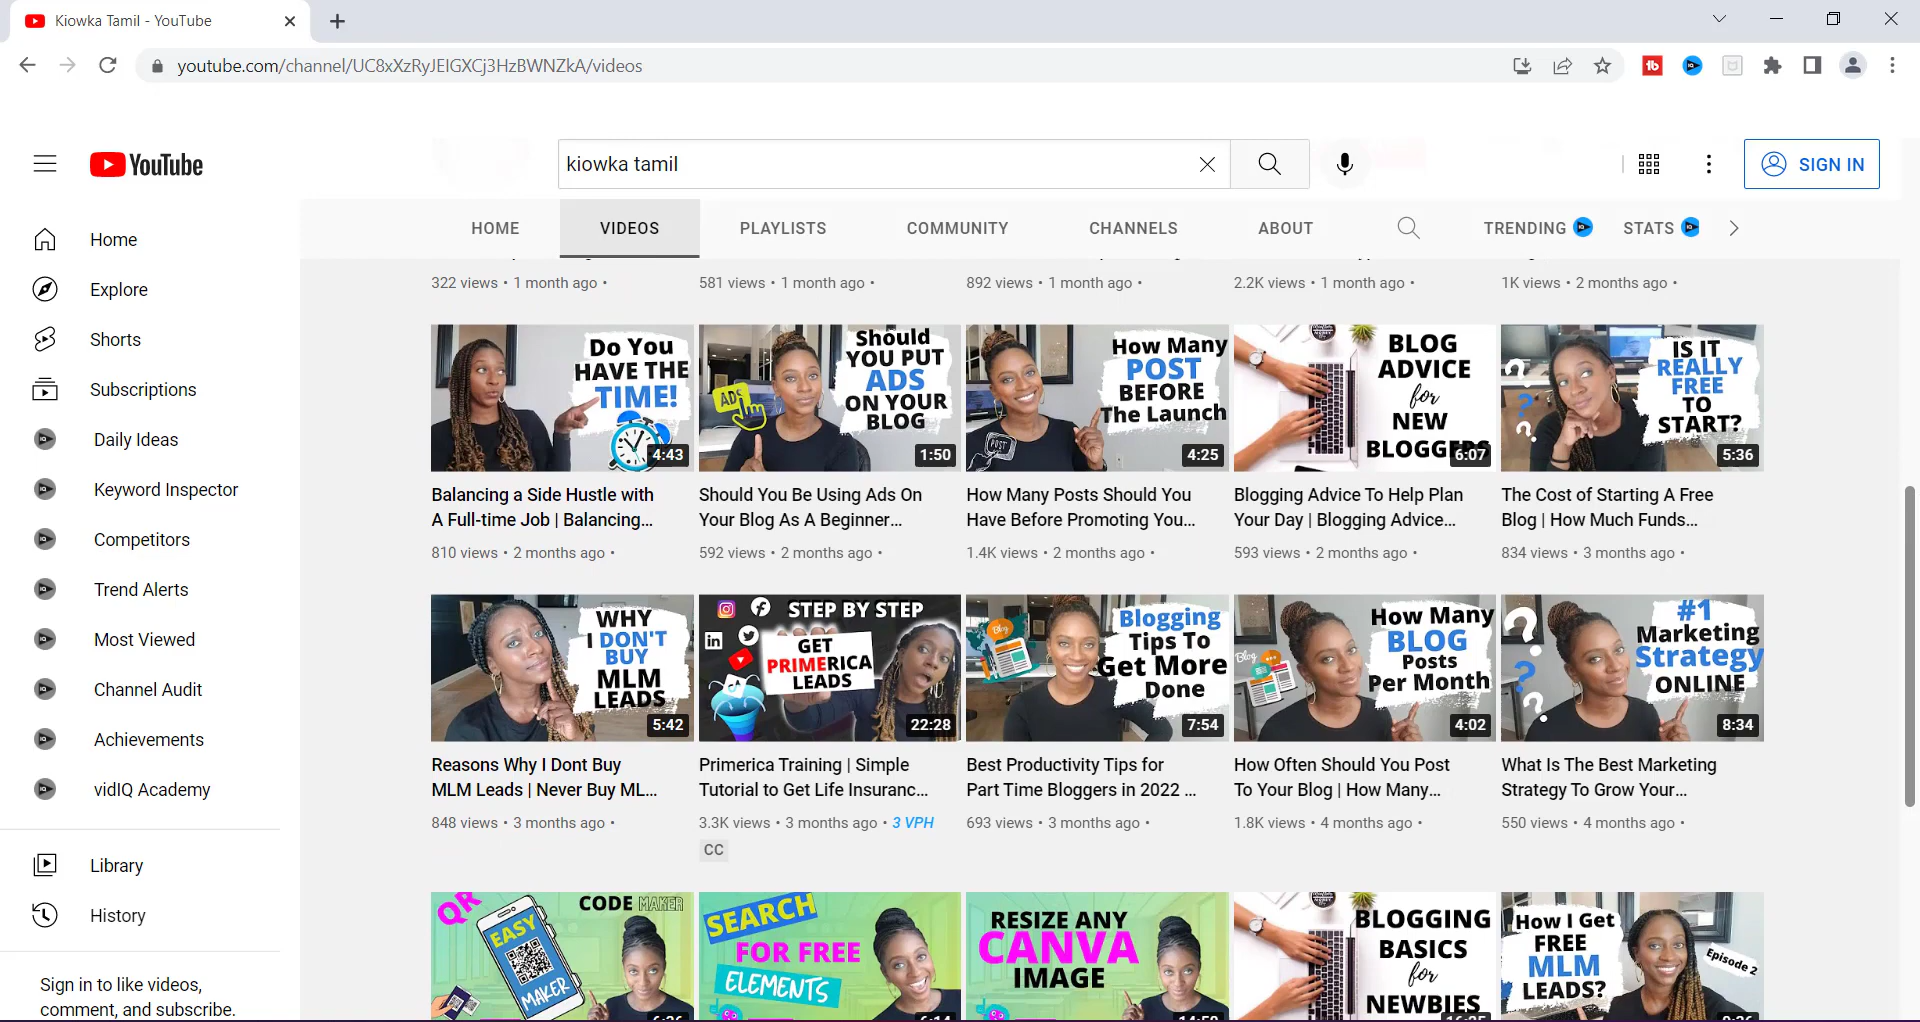 Kiowka Tamil - YouTube
youtube.com/channel/UC8xXzRyJEIGXCj3HzBWNZkA/videos
YouTube
kiowka tamil
SIGN IN
HOME
VIDEOS
PLAYLISTS
COMMUNITY
CHANNELS
ABOUT
TRENDING
STATS
Home
Explore
Shorts
Subscriptions
Daily Ideas
Keyword Inspector
Competitors
Trend Alerts
Most Viewed
Channel Audit
Achievements
vidIQ Academy
Library
History
Sign in to like videos,
comment, and subscribe.
322 views • 1 month ago •
581 views • 1 month ago •
892 views • 1 month ago •
2.2K views • 1 month ago •
1K views • 2 months ago •
Do You
HAVE THE
TIME!
4:43
Should
YOU PUT
ADS
ON YOUR
BLOG
ADS
1:50
How Many
POST
BEFORE
The Launch
POST
4:25
BLOG
ADVICE
for
NEW
BLOGGERS
6:07
IS IT
REALLY
FREE
TO
START?
5:36
Balancing a Side Hustle with
A Full-time Job | Balancing...
810 views • 2 months ago •
Should You Be Using Ads On
Your Blog As A Beginner...
592 views • 2 months ago •
How Many Posts Should You
Have Before Promoting You...
1.4K views • 2 months ago •
Blogging Advice To Help Plan
Your Day | Blogging Advice...
593 views • 2 months ago •
The Cost of Starting A Free
Blog | How Much Funds...
834 views • 3 months ago •
WHY
I DON'T
BUY
MLM
LEADS
5:42
STEP BY STEP
GET
PRIMERICA
LEADS
22:28
Blogging
Tips To
Get More
Done
Blog
7:54
How Many
BLOG
Posts
Per Month
Blog
4:02
#1
Marketing
Strategy
ONLINE
8:34
Reasons Why I Dont Buy
MLM Leads | Never Buy ML...
848 views • 3 months ago •
Primerica Training | Simple
Tutorial to Get Life Insuranc...
3.3K views • 3 months ago • 3 VPH
CC
Best Productivity Tips for
Part Time Bloggers in 2022 ...
693 views • 3 months ago •
How Often Should You Post
To Your Blog | How Many...
1.8K views • 4 months ago •
What Is The Best Marketing
Strategy To Grow Your...
550 views • 4 months ago •
QR
CODE MAKER
EASY
MAKER
SEARCH
FOR FREE
ELEMENTS
RESIZE ANY
CANVA
IMAGE
BLOGGING
BASICS
for
NEWBIES
How I Get
FREE
MLM
LEADS?
Episode 2